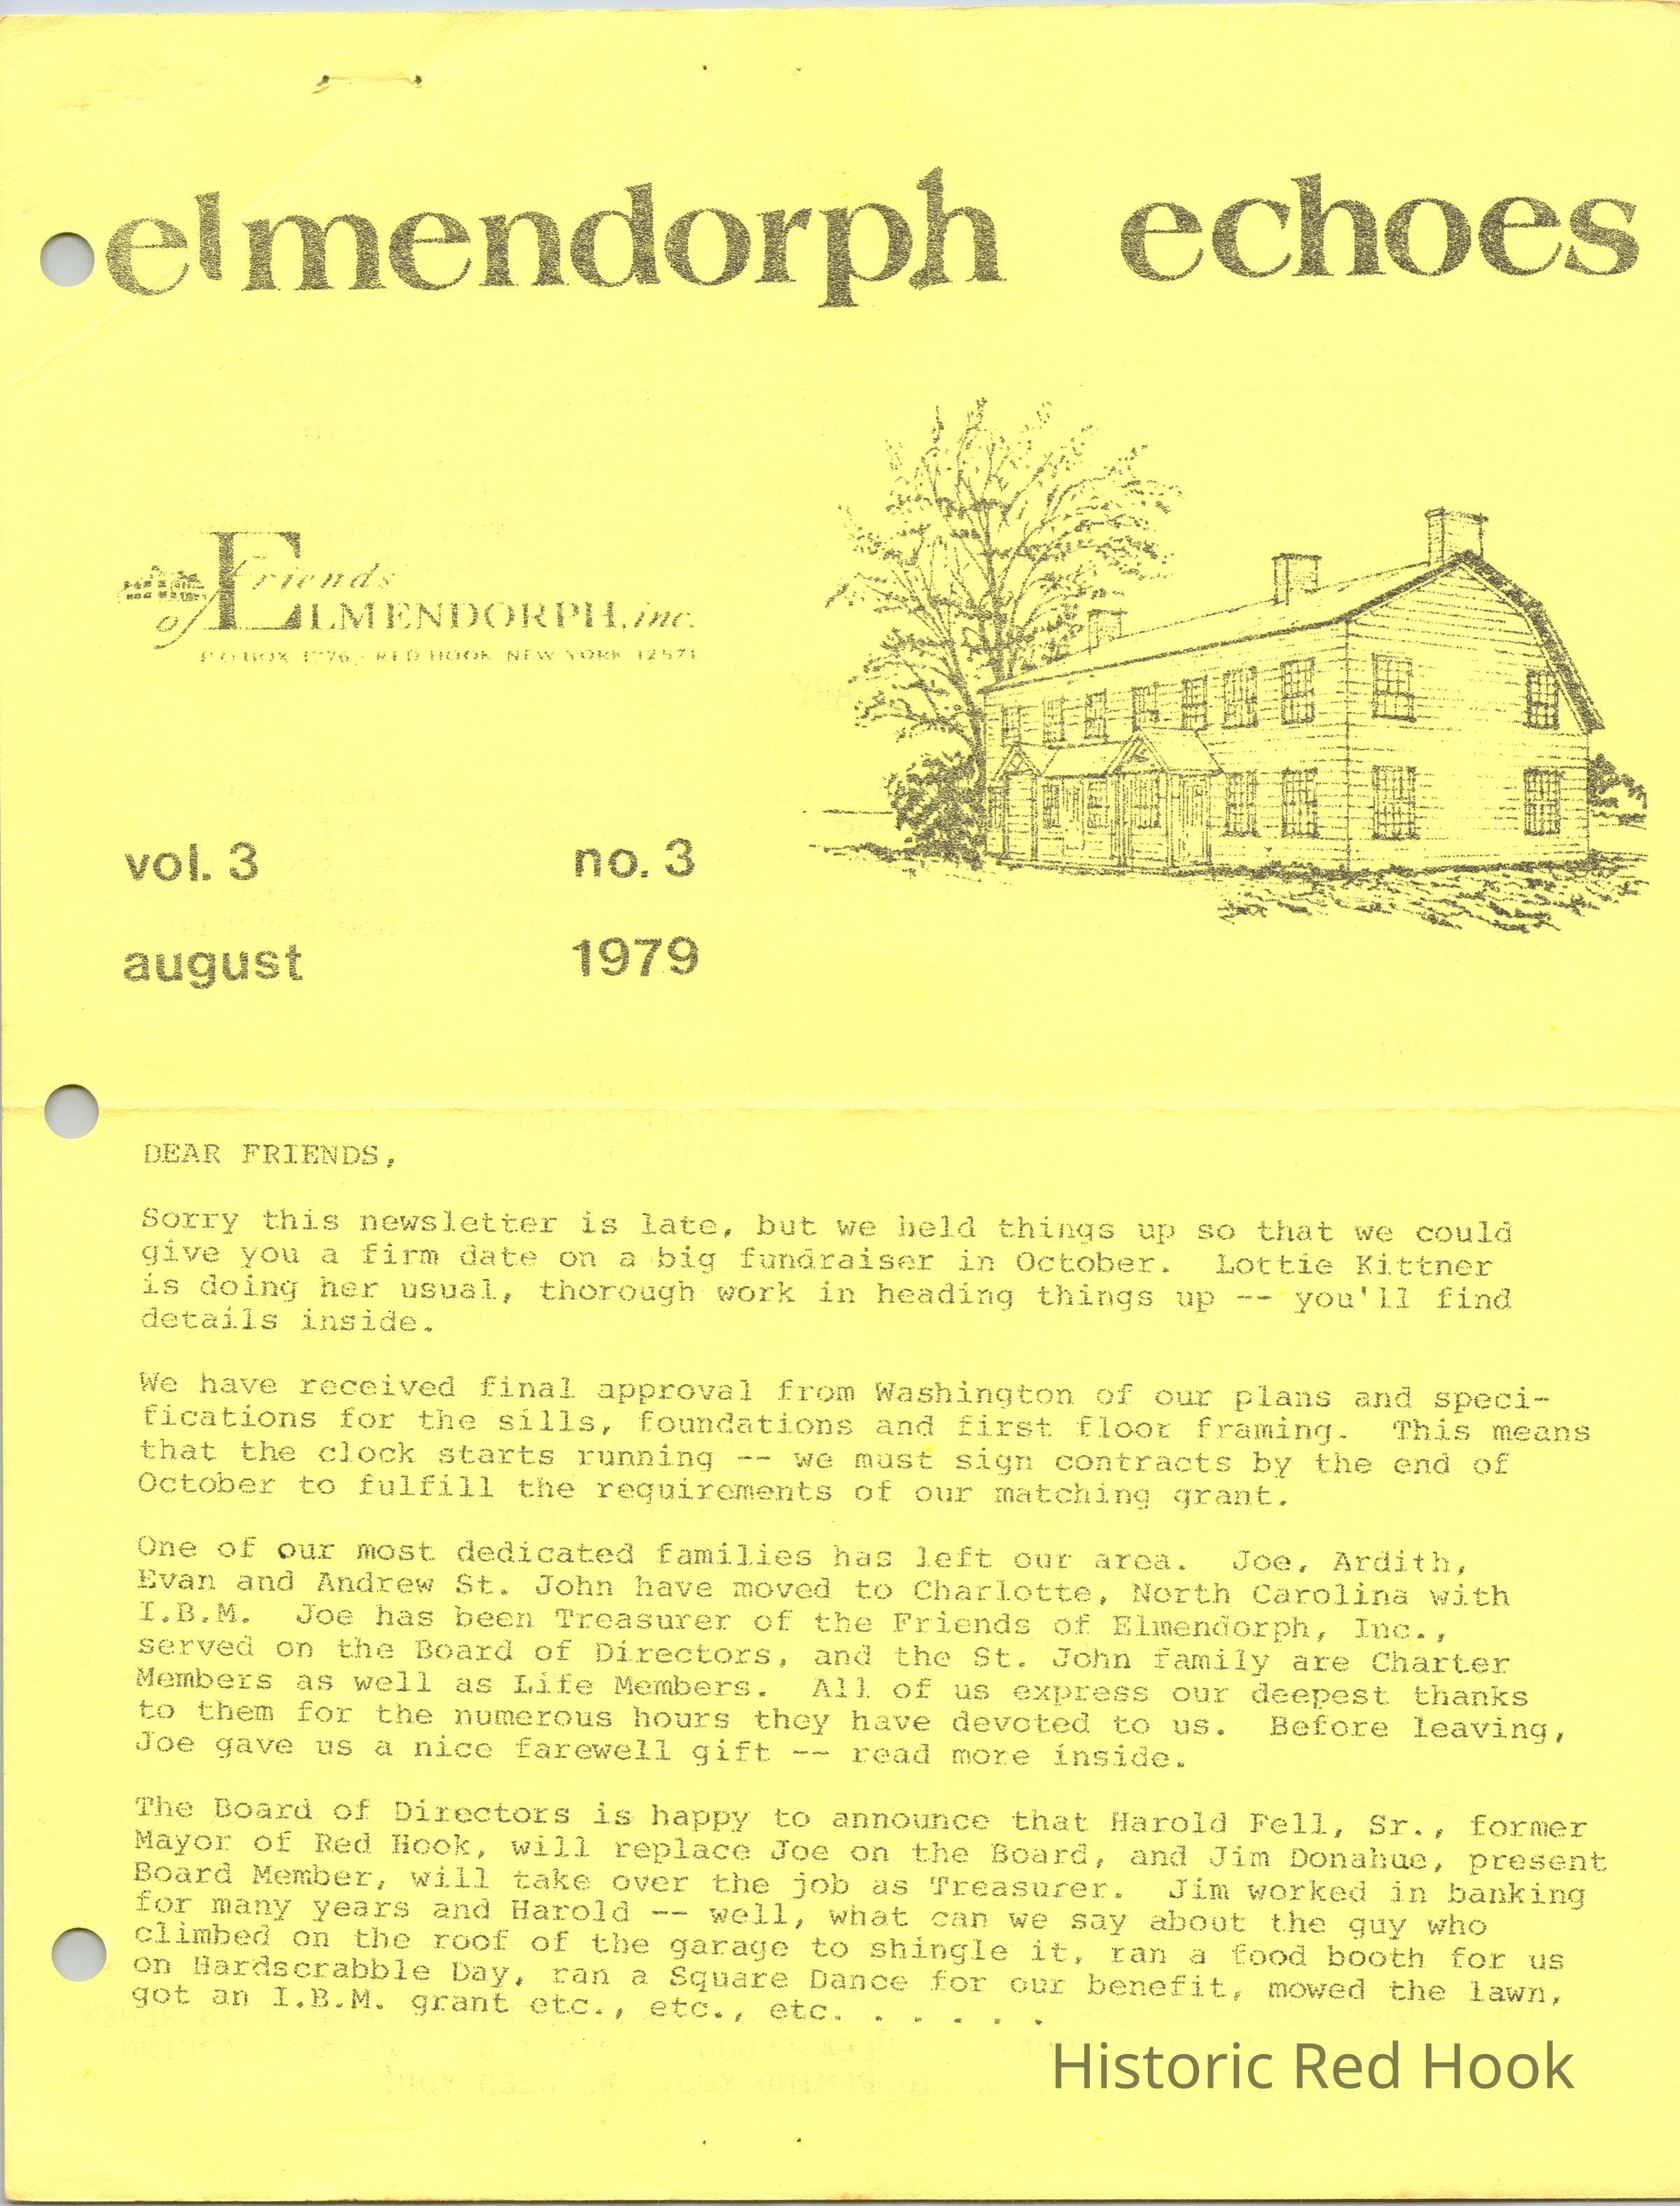 elmendorph echoes
Friends
of ELMENDORPH, inc.
P.O. BOX 1776 · RED HOOK NEW YORK 12571
vol. 3 no. 3
august 1979
DEAR FRIENDS,
Sorry this newsletter is late, but we held things up so that we could
give you a firm date on a big fundraiser in October. Lottie Kittner
is doing her usual, thorough work in heading things up -- you'll find
details inside.
We have received final approval from Washington of our plans and speci-
fications for the sills, foundations and first floor framing. This means
that the clock starts running -- we must sign contracts by the end of
October to fulfill the requirements of our matching grant.
One of our most dedicated families has left our area. Joe, Ardith,
Evan and Andrew St. John have moved to Charlotte, North Carolina with
I.B.M. Joe has been Treasurer of the Friends of Elmendorph, Inc.,
served on the Board of Directors, and the St. John family are Charter
Members as well as Life Members. All of us express our deepest thanks
to them for the numerous hours they have devoted to us. Before leaving,
Joe gave us a nice farewell gift -- read more inside.
The Board of Directors is happy to announce that Harold Fell, Sr., former
Mayor of Red Hook, will replace Joe on the Board, and Jim Donahue, present
Board Member, will take over the job as Treasurer. Jim worked in banking
for many years and Harold -- well, what can we say about the guy who
climbed on the roof of the garage to shingle it, ran a food booth for us
on Hardscrabble Day, ran a Square Dance for our benefit, mowed the lawn,
got an I.B.M. grant etc., etc., etc. . . . . .
Historic Red Hook